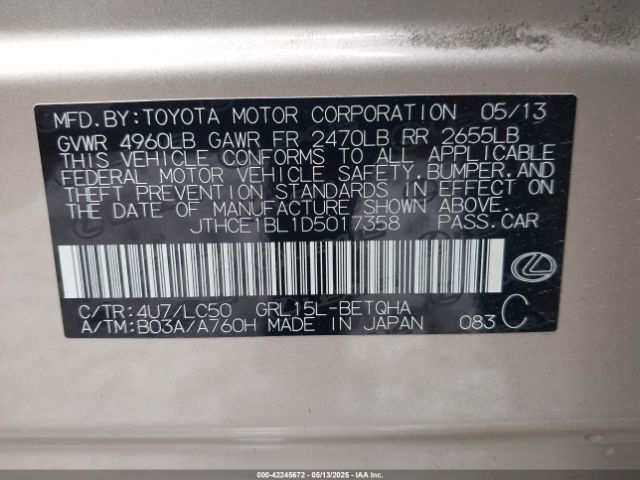 MFD.BY:TOYOTA MOTOR CORPORATION 05/13
GVWR 4960LB GAWR FR 2470LB RR 2655LB
THIS VEHICLE CONFORMS TO ALL APPLICABLE
FEDERAL MOTOR VEHICLE SAFETY,BUMPER,AND
THEFT PREVENTION STANDARDS IN EFFECT ON
THE DATE OF MANUFACTURE SHOWN ABOVE.
JTHCE1BL1D5017358 PASS.CAR
C/TR:4U7/LC50 GRL15L-BETQHA
A/TM:B03A/A760H MADE IN JAPAN 083 C
000-42245672 - 05/13/2025 - IAAI.COM